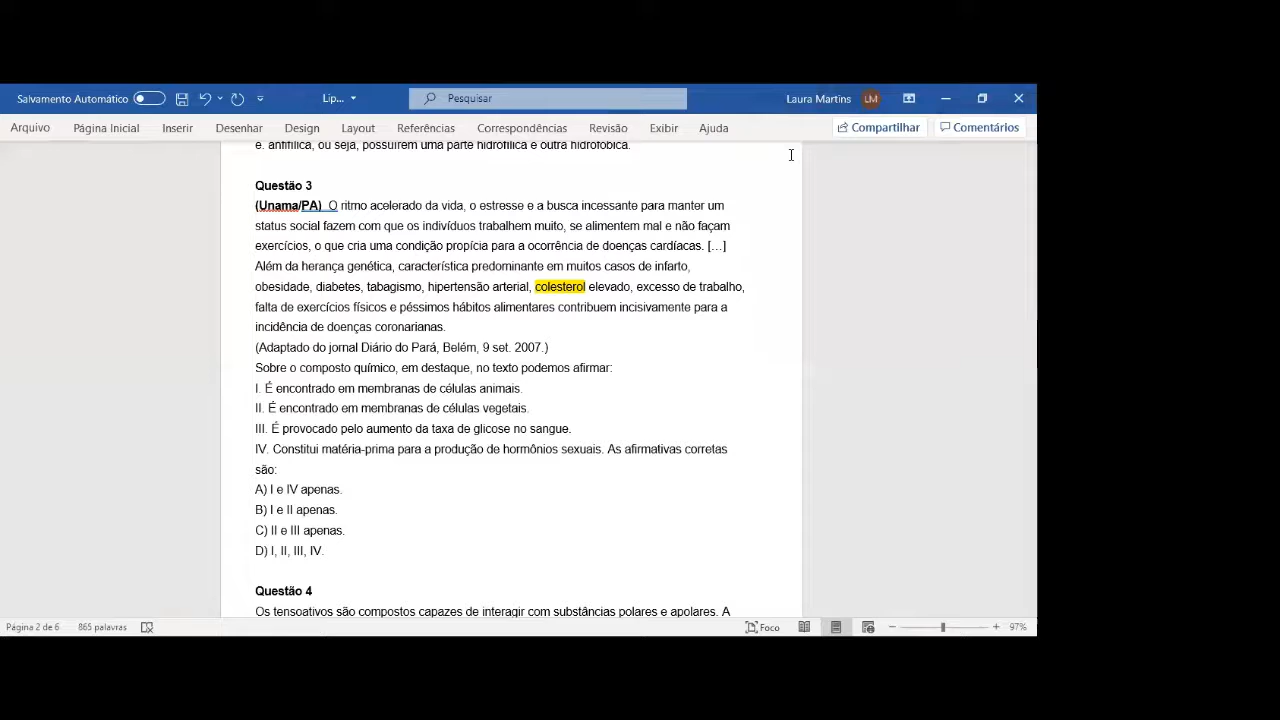 Salvamento Automático Lip... Pesquisar Laura Martins LM
Arquivo Página Inicial Inserir Desenhar Design Layout Referências Correspondências Revisão Exibir Ajuda Compartilhar Comentários
e. anfifílica, ou seja, possuírem uma parte hidrofílica e outra hidrofóbica.
Questão 3
(Unama/PA) O ritmo acelerado da vida, o estresse e a busca incessante para manter um
status social fazem com que os indivíduos trabalhem muito, se alimentem mal e não façam
exercícios, o que cria uma condição propícia para a ocorrência de doenças cardíacas. […]
Além da herança genética, característica predominante em muitos casos de infarto,
obesidade, diabetes, tabagismo, hipertensão arterial, colesterol elevado, excesso de trabalho,
falta de exercícios físicos e péssimos hábitos alimentares contribuem incisivamente para a
incidência de doenças coronarianas.
(Adaptado do jornal Diário do Pará, Belém, 9 set. 2007.)
Sobre o composto químico, em destaque, no texto podemos afirmar:
I. É encontrado em membranas de células animais.
II. É encontrado em membranas de células vegetais.
III. É provocado pelo aumento da taxa de glicose no sangue.
IV. Constitui matéria-prima para a produção de hormônios sexuais. As afirmativas corretas
são:
A) I e IV apenas.
B) I e II apenas.
C) II e III apenas.
D) I, II, III, IV.
Questão 4
Os tensoativos são compostos capazes de interagir com substâncias polares e apolares. A
Página 2 de 6 865 palavras Foco 97%